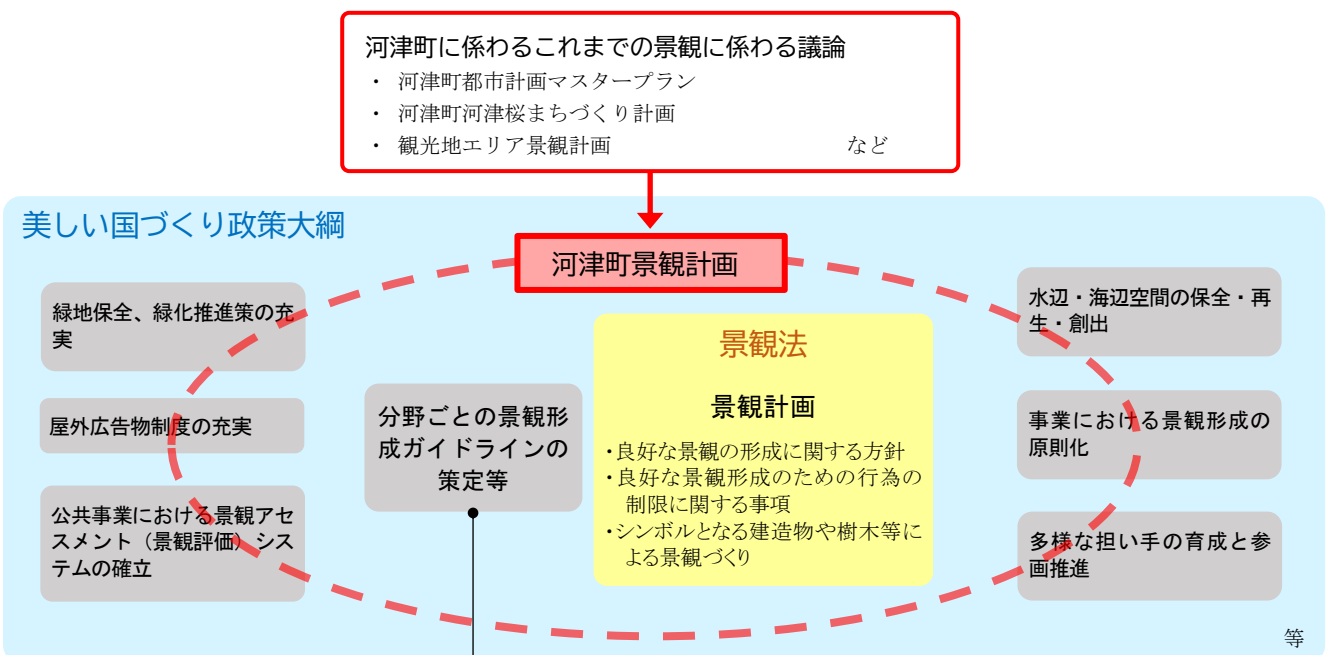 河津町に係わるこれまでの景観に係わる議論
・ 河津町都市計画マスタープラン
・ 河津町河津桜まちづくり計画
・ 観光地エリア景観計画 など
美しい国づくり政策大綱
河津町景観計画
緑地保全、緑化推進策の充
実
屋外広告物制度の充実
公共事業における景観アセ
スメント（景観評価）シス
テムの確立
分野ごとの景観形
成ガイドラインの
策定等
景観法
景観計画
・良好な景観の形成に関する方針
・良好な景観形成のための行為の
制限に関する事項
・シンボルとなる建造物や樹木等に
よる景観づくり
水辺・海辺空間の保全・再
生・創出
事業における景観形成の
原則化
多様な担い手の育成と参
画推進
等